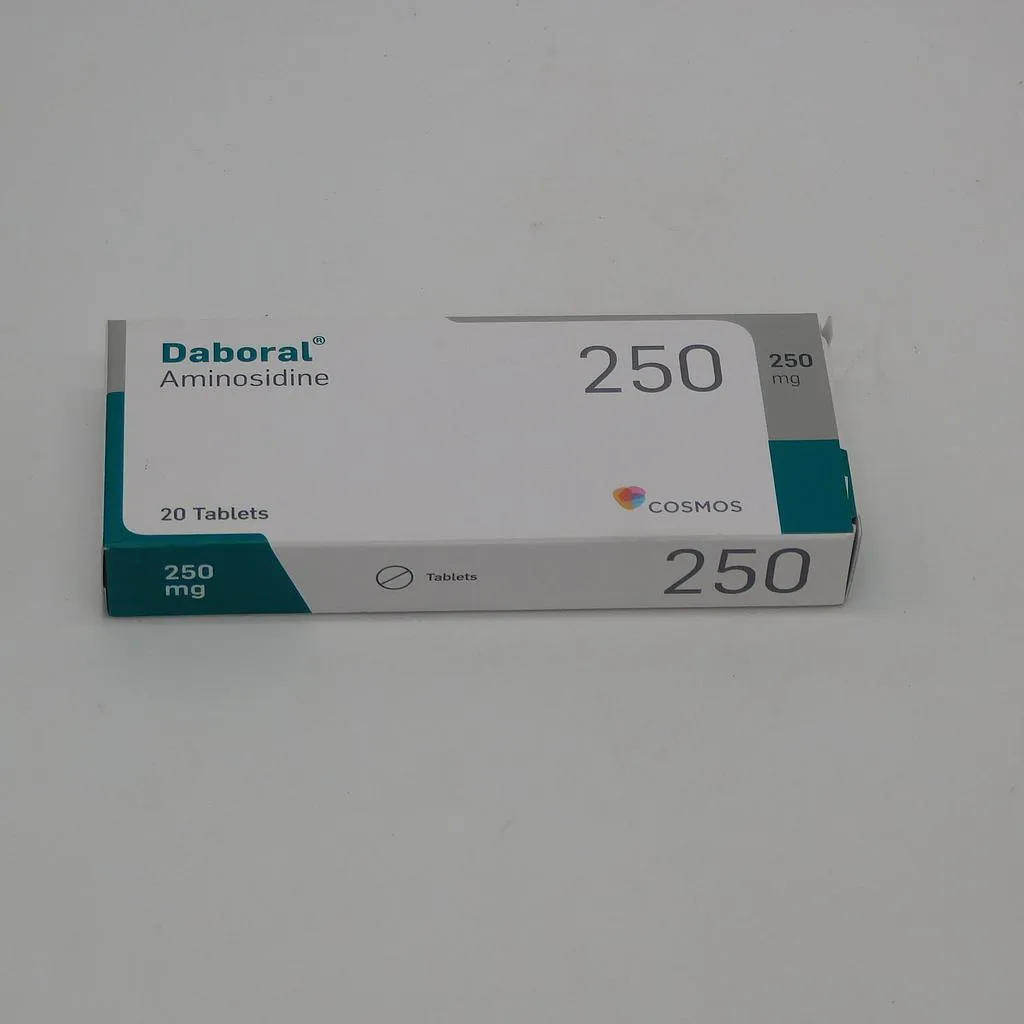 Daboral®
Aminosidine
250
250
mg
20 Tablets
COSMOS
250
mg
Tablets
250